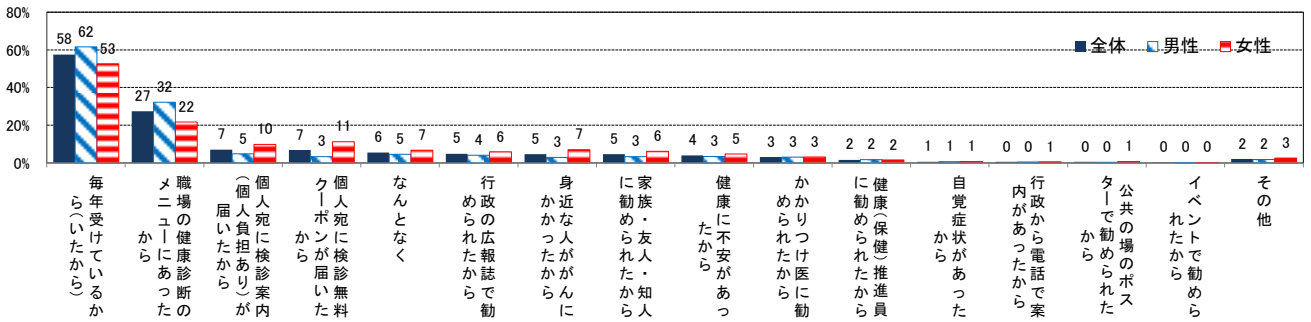 80%
60%
40%
20%
0%
全体 男性 女性
58 62 53
27 32 22
7 5 10
7 3 11
6 5 7
5 4 6
5 3 7
5 3 6
4 3 5
3 3 3
2 2 2
1 1 1
0 0 1
0 0 1
0 0 0
2 2 3
毎年受けているか
ら(いたから)
職場の健康診断の
メニューにあった
から
個人宛に検診案内
(個人負担あり)が
届いたから
個人宛に検診無料
クーポンが届いた
から
なんとなく
行政の広報誌で勧
められたから
身近な人ががんに
かかったから
家族・友人・知人
に勧められたから
健康に不安があっ
たから
かかりつけ医に勧
められたから
健康(保健)推進員
に勧められたから
自覚症状があった
から
行政から電話で案
内があったから
公共の場のポス
ターで勧められた
から
イベントで勧めら
れたから
その他